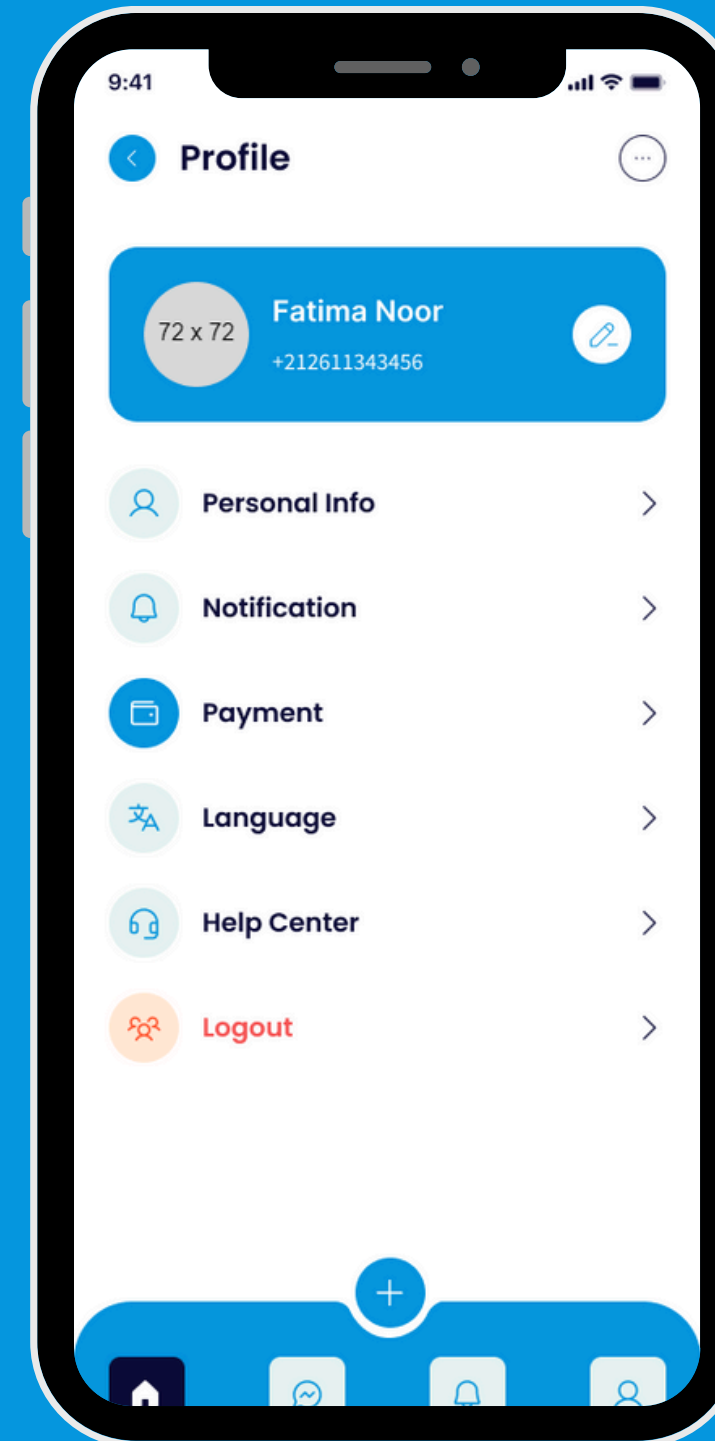 9:41
Profile
72 x 72
Fatima Noor
+212611343456
Personal Info
Notification
Payment
Language
Help Center
Logout